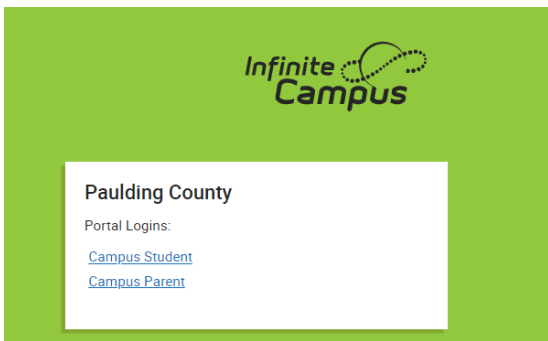 Infinite
Campus
Paulding County
Portal Logins:
Campus Student
Campus Parent